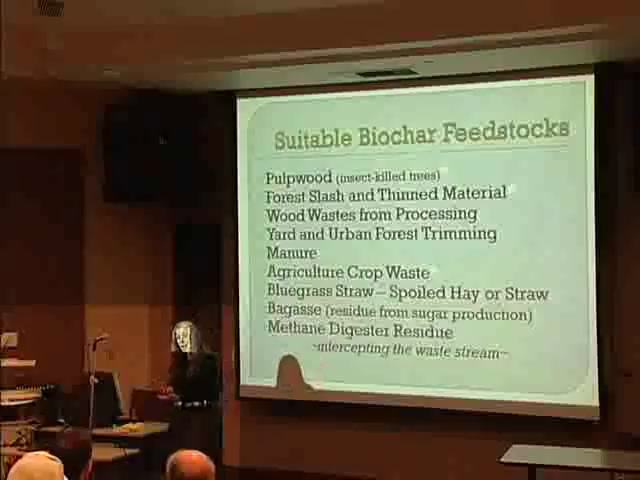 Suitable Biochar Feedstocks
Pulpwood (insect-killed trees)
Forest Slash and Thinned Material
Wood Wastes from Processing
Yard and Urban Forest Trimming
Manure
Agriculture Crop Waste
Bluegrass Straw – Spoiled Hay or Straw
Bagasse (residue from sugar production)
Methane Digester Residue
~intercepting the waste stream~